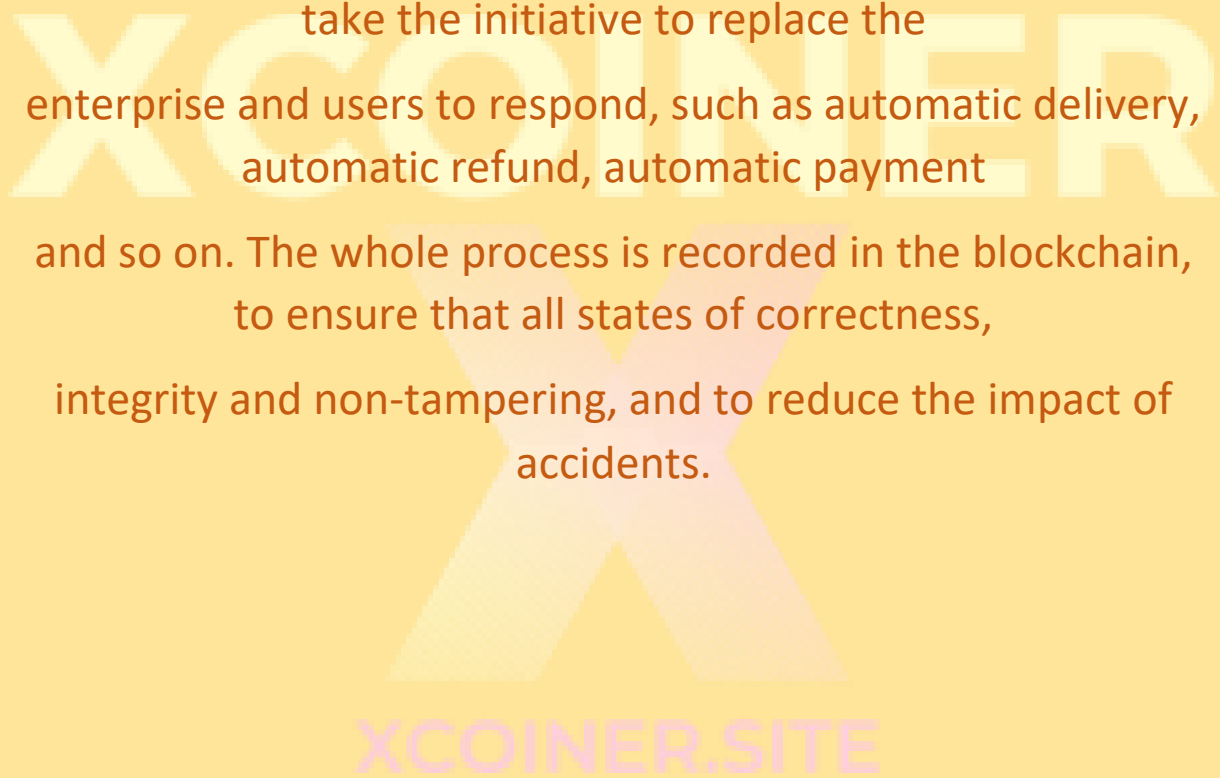 XCOINER
take the initiative to replace the
enterprise and users to respond, such as automatic delivery,
automatic refund, automatic payment
and so on. The whole process is recorded in the blockchain,
to ensure that all states of correctness,
integrity and non-tampering, and to reduce the impact of
accidents.
X
XCOINER.SITE